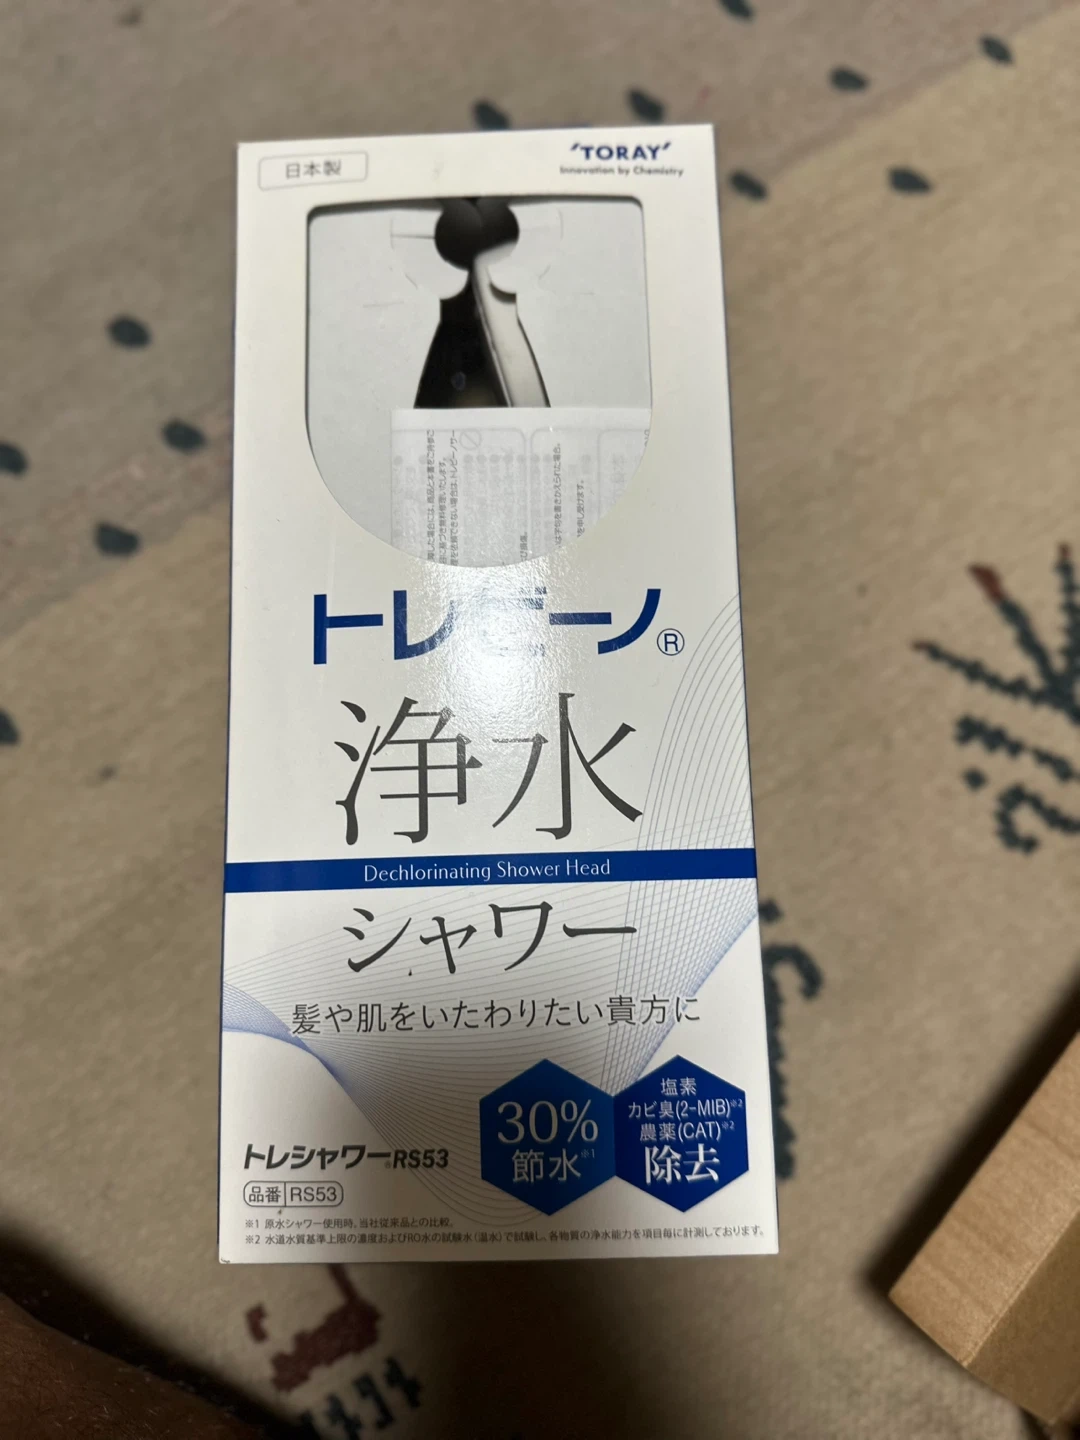 日本製
'TORAY'
Innovation by Chemistry
トレビーノ®
浄水
Dechlorinating Shower Head
シャワー
髪や肌をいたわりたい貴方に
30%
節水※1
塩素
カビ臭(2-MIB)※2
農薬(CAT)※2
除去
トレシャワー®RS53
品番 RS53
※1 原水シャワー使用時。当社従来品との比較。
※2 水道水質基準上限の濃度およびRO水の試験水(温水)で試験し、各物質の浄水能力を項目毎に計測しております。